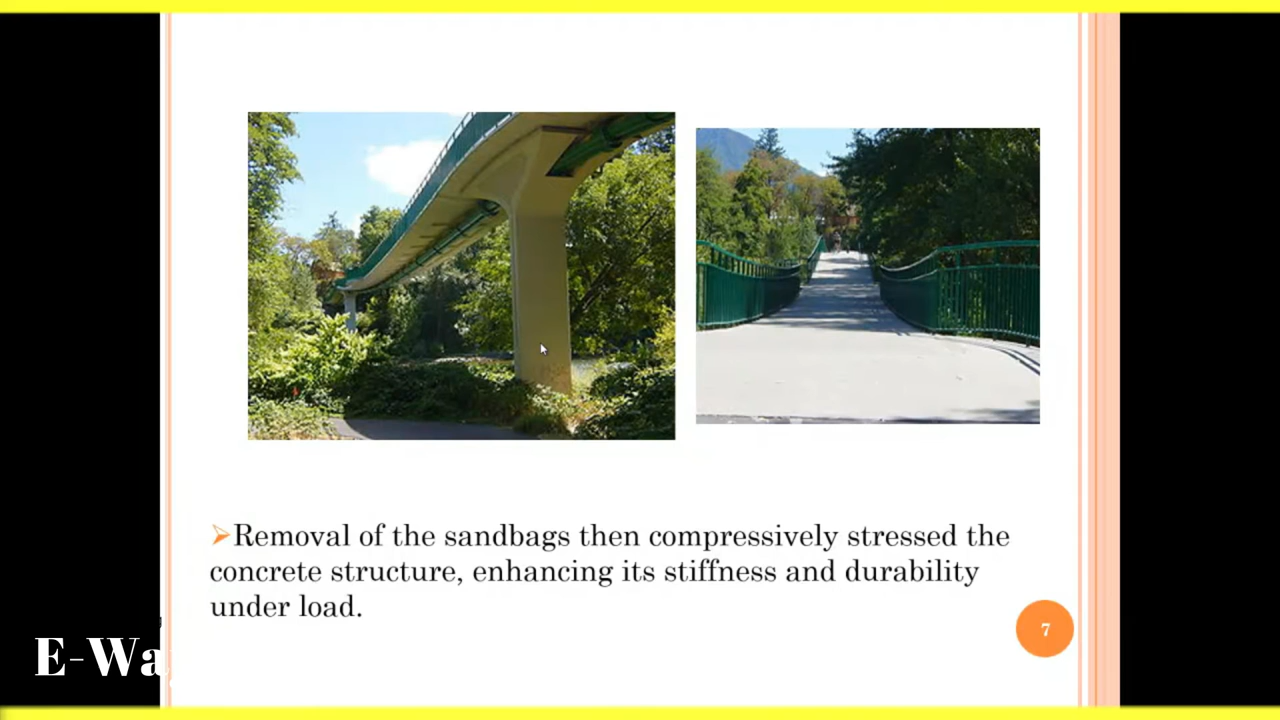 Removal of the sandbags then compressively stressed the
concrete structure, enhancing its stiffness and durability
under load.
7